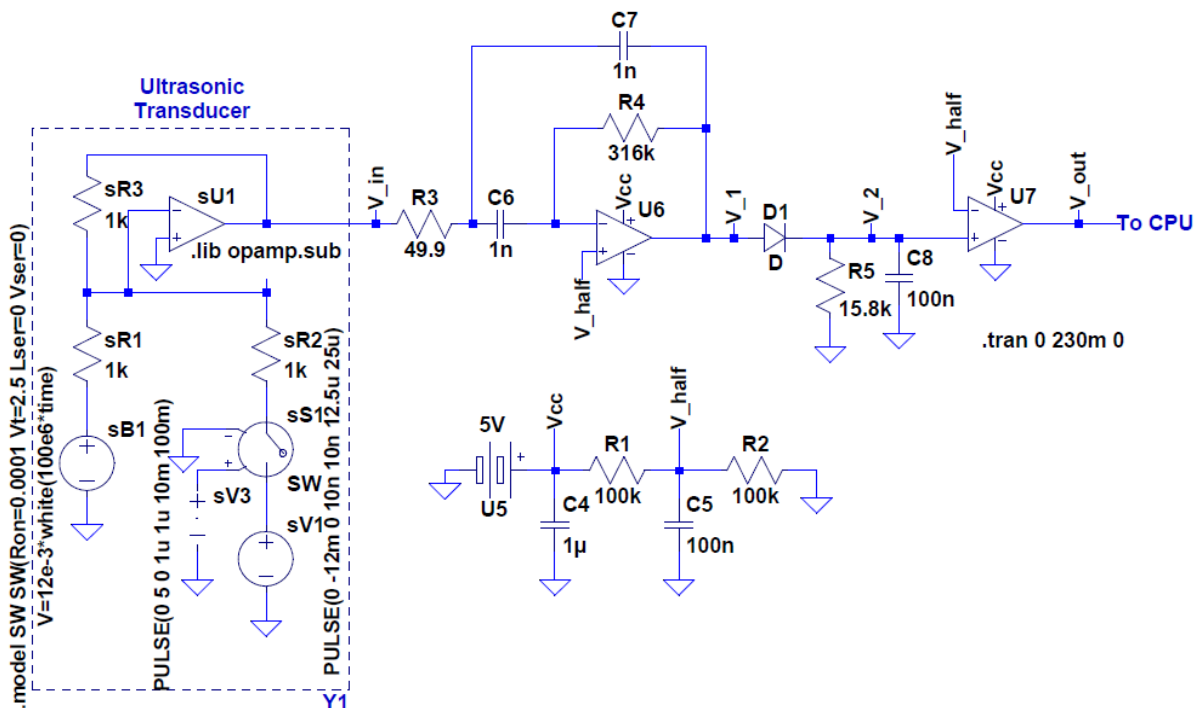 Ultrasonic
Transducer
sR3
1k
sU1
.lib opamp.sub
sR1
1k
sR2
1k
sB1
V=12e-3*white(100e6*time)
.model SW SW(Ron=0.0001 Vt=2.5 Lser=0 Vser=0)
sS1
SW
sV3
PULSE(0 5 0 1u 1u 10m 100m)
sV1
PULSE(0 -12m 0 10n 10n 12.5u 25u)
Y1
V_in
R3
49.9
C6
1n
C7
1n
R4
316k
Vcc
U6
V_half
V_1
D1
D
V_2
R5
15.8k
C8
100n
V_half
Vcc
U7
V_out
To CPU
.tran 0 230m 0
5V
U5
Vcc
C4
1µ
R1
100k
V_half
C5
100n
R2
100k